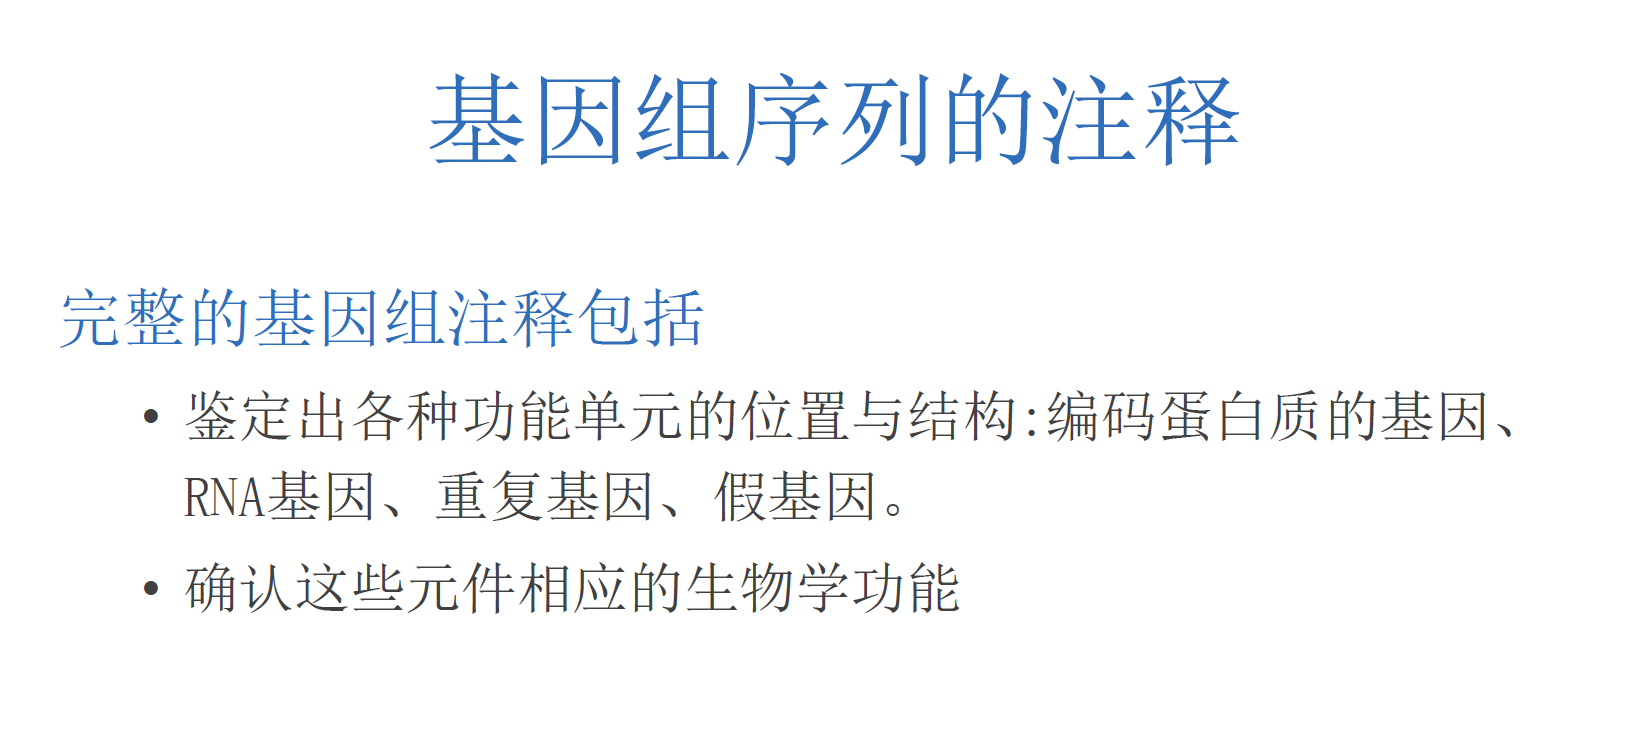 基因组序列的注释
完整的基因组注释包括
• 鉴定出各种功能单元的位置与结构:编码蛋白质的基因、
RNA基因、重复基因、假基因。
• 确认这些元件相应的生物学功能